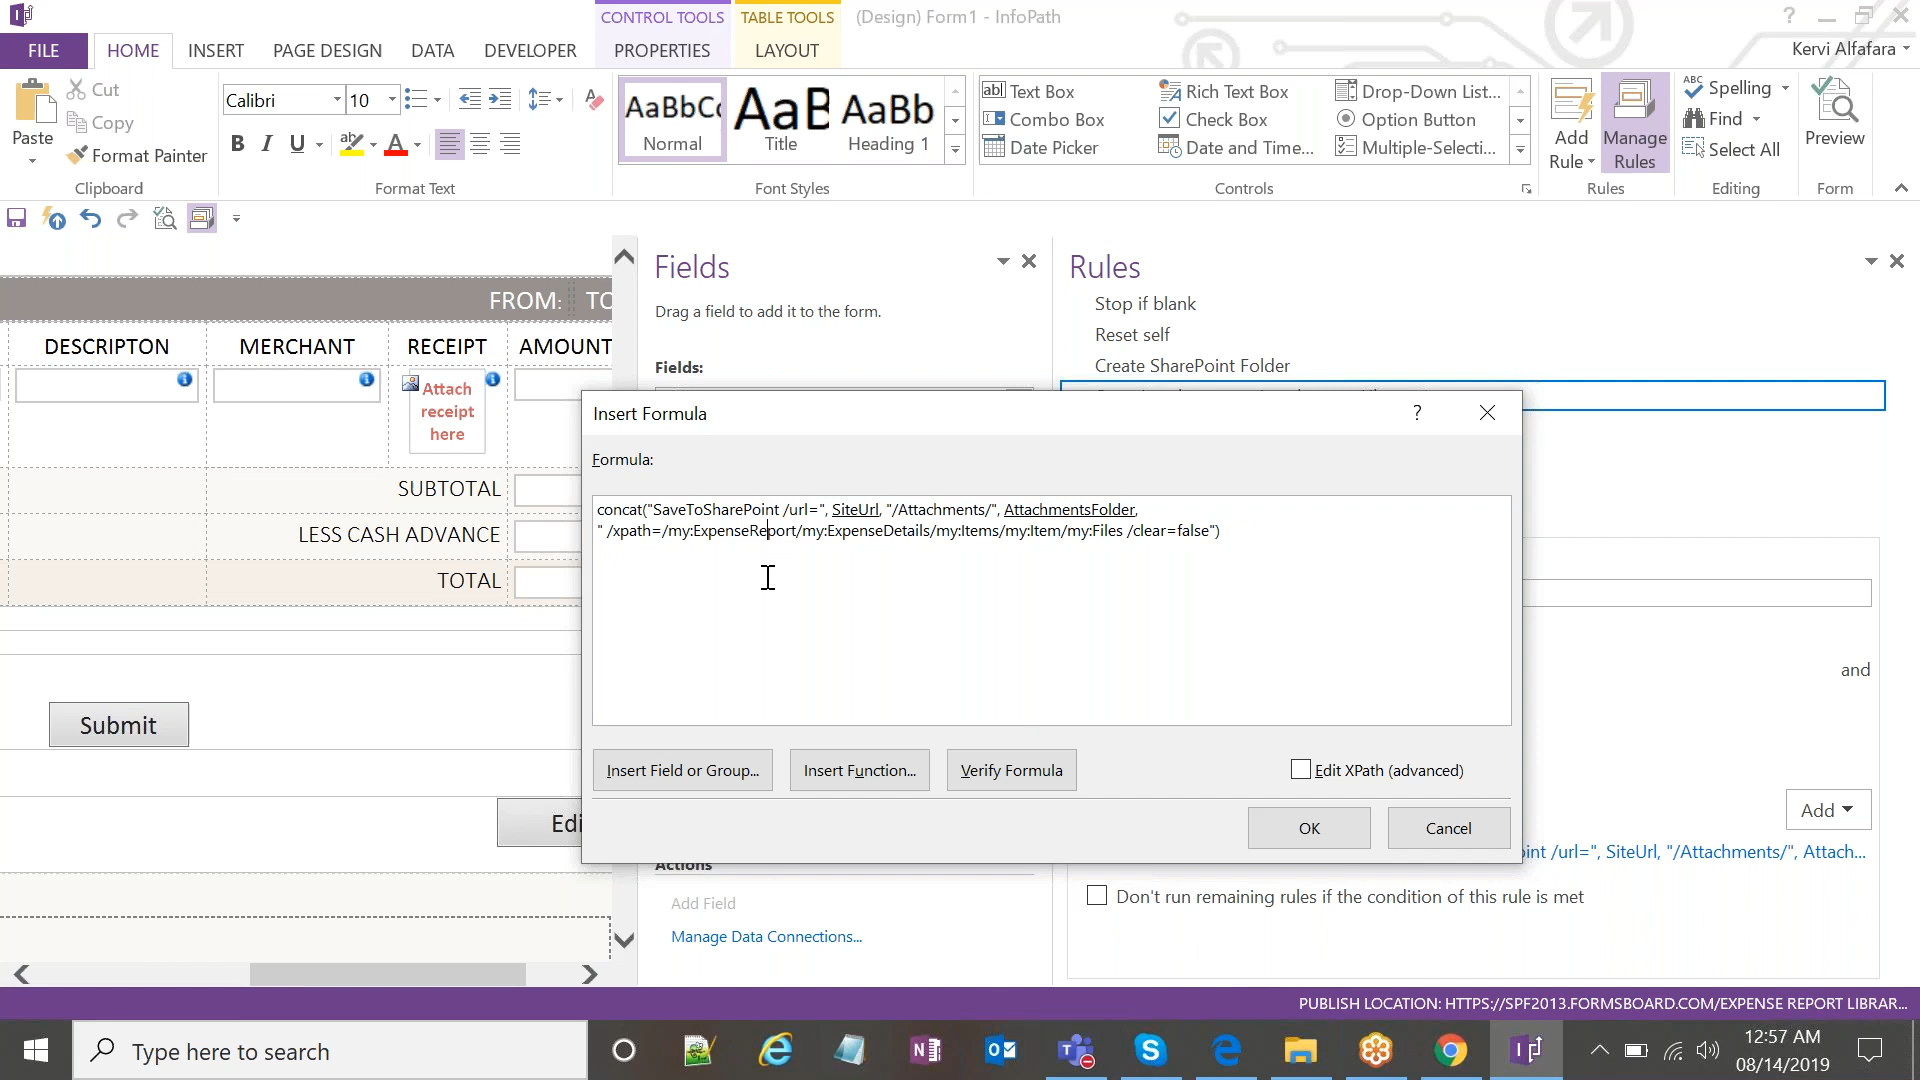 CONTROL TOOLS
TABLE TOOLS
(Design) Form1 - InfoPath
?
FILE
HOME
INSERT
PAGE DESIGN
DATA
DEVELOPER
PROPERTIES
LAYOUT
Kervi Alfafara
Paste
Cut
Copy
Format Painter
Clipboard
Calibri
10
B I U
A
Format Text
AaBbCc
Normal
AaB
Title
AaBb
Heading 1
Font Styles
Text Box
Combo Box
Date Picker
Rich Text Box
Check Box
Date and Time...
Drop-Down List...
Option Button
Multiple-Selecti...
Controls
Add
Rule
Manage
Rules
Rules
ABC
Spelling
Find
Select All
Editing
Preview
Form
FROM:
TO
DESCRIPTON
MERCHANT
RECEIPT
AMOUNT
Attach
receipt
here
SUBTOTAL
LESS CASH ADVANCE
TOTAL
Submit
Edi
Fields
Drag a field to add it to the form.
Fields:
Actions
Add Field
Manage Data Connections...
Rules
Stop if blank
Reset self
Create SharePoint Folder
and
Add
int /url=", SiteUrl, "/Attachments/", Attach...
Don't run remaining rules if the condition of this rule is met
Insert Formula
?
Formula:
concat("SaveToSharePoint /url=", SiteUrl, "/Attachments/", AttachmentsFolder,
" /xpath=/my:ExpenseReport/my:ExpenseDetails/my:Items/my:Item/my:Files /clear=false")
Insert Field or Group...
Insert Function...
Verify Formula
Edit XPath (advanced)
OK
Cancel
PUBLISH LOCATION: HTTPS://SPF2013.FORMSBOARD.COM/EXPENSE REPORT LIBRAR...
Type here to search
12:57 AM
08/14/2019